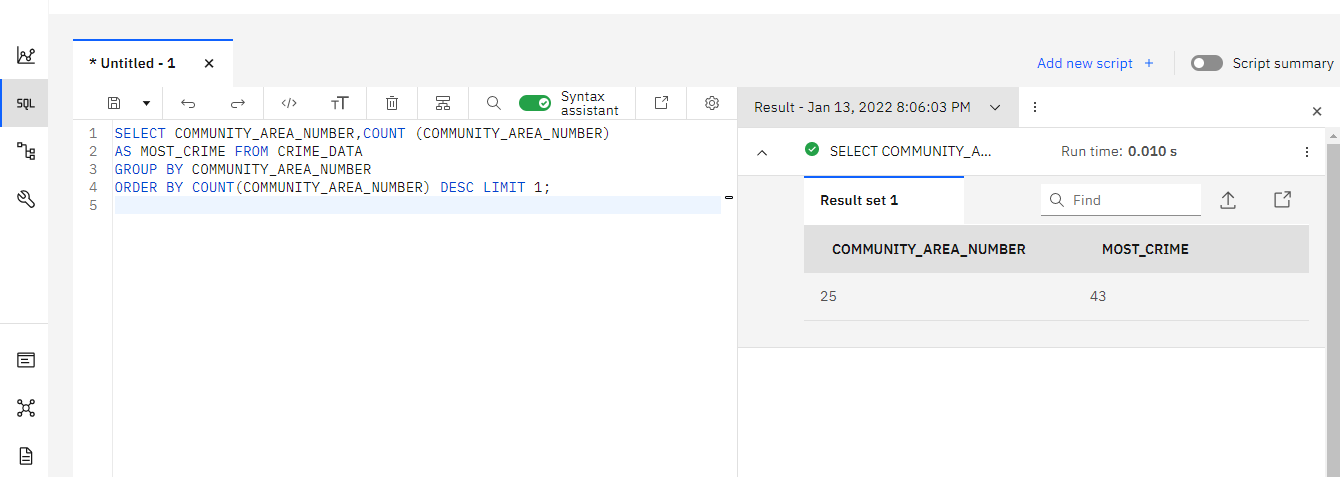 * Untitled - 1
Add new script +
Script summary
SQL
Syntax
assistant
Result - Jan 13, 2022 8:06:03 PM
1 SELECT COMMUNITY_AREA_NUMBER,COUNT (COMMUNITY_AREA_NUMBER)
2 AS MOST_CRIME FROM CRIME_DATA
3 GROUP BY COMMUNITY_AREA_NUMBER
4 ORDER BY COUNT(COMMUNITY_AREA_NUMBER) DESC LIMIT 1;
5
SELECT COMMUNITY_A... Run time: 0.010 s
Result set 1
Find
COMMUNITY_AREA_NUMBER MOST_CRIME
25 43